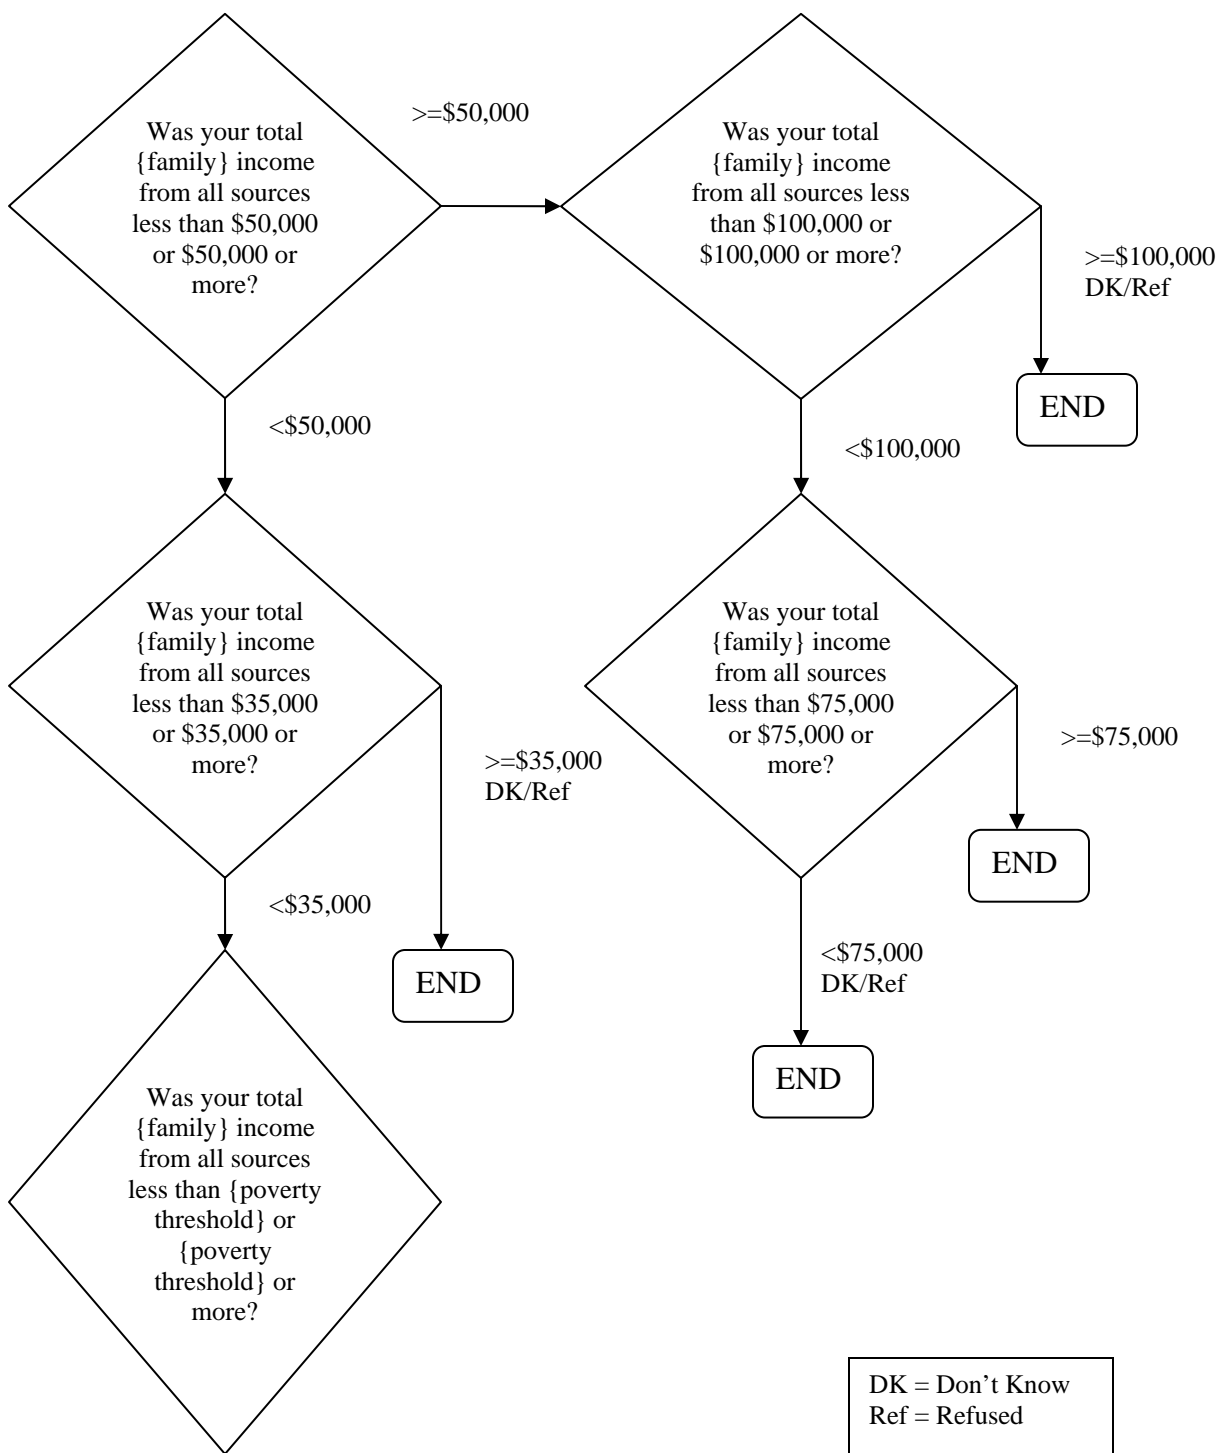 Was your total
{family} income
from all sources
less than $50,000
or $50,000 or
more?
>=$50,000
Was your total
{family} income
from all sources less
than $100,000 or
$100,000 or more?
>=$100,000
DK/Ref
END
<$50,000
<$100,000
Was your total
{family} income
from all sources
less than $35,000
or $35,000 or
more?
>=$35,000
DK/Ref
Was your total
{family} income
from all sources
less than $75,000
or $75,000 or
more?
>=$75,000
END
<$35,000
END
<$75,000
DK/Ref
END
Was your total
{family} income
from all sources
less than {poverty
threshold} or
{poverty
threshold} or
more?
DK = Don’t Know
Ref = Refused